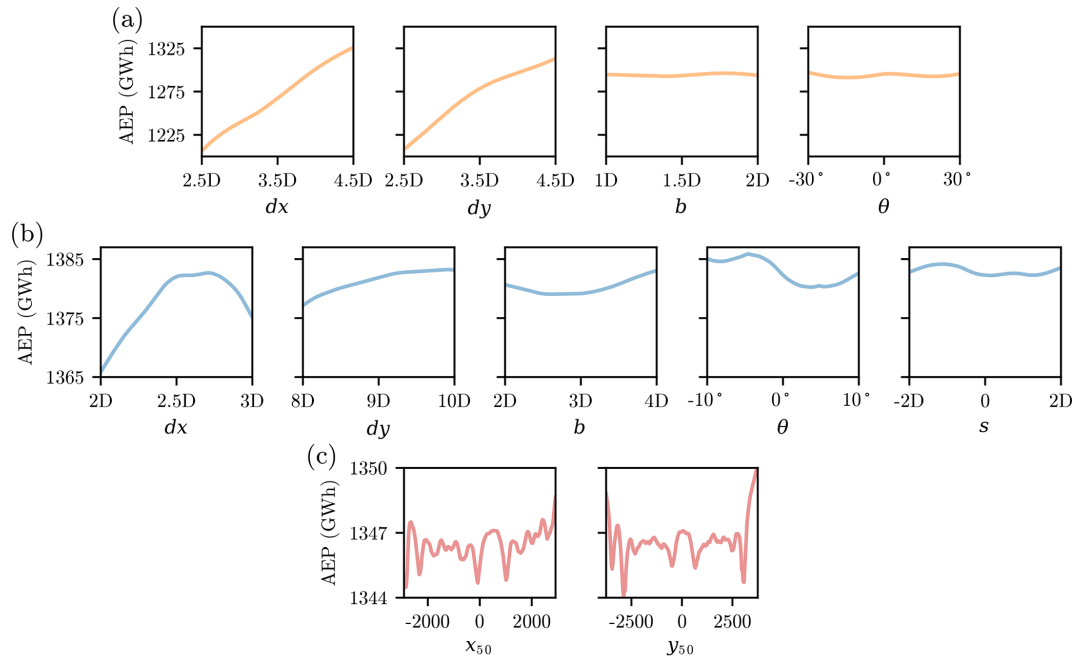 (a)
AEP (GWh)
1325
1275
1225
2.5D 3.5D 4.5D
dx
2.5D 3.5D 4.5D
dy
1D 1.5D 2D
b
-30° 0° 30°
θ
(b)
AEP (GWh)
1385
1375
1365
2D 2.5D 3D
dx
8D 9D 10D
dy
2D 3D 4D
b
-10° 0° 10°
θ
-2D 0 2D
s
(c)
AEP (GWh)
1350
1347
1344
-2000 0 2000
x50
-2500 0 2500
y50